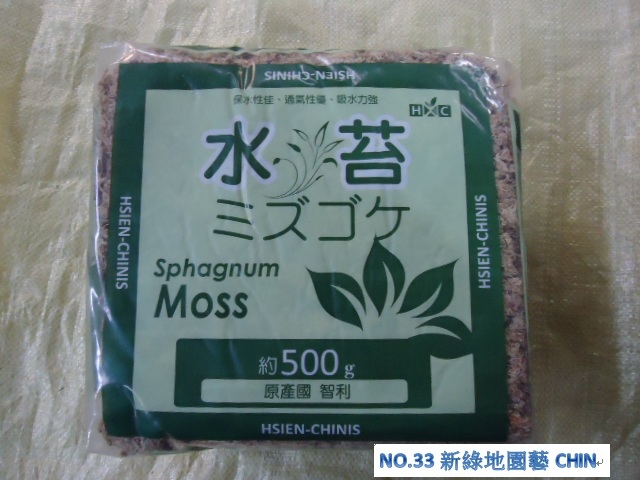 HSIEN-CHINIS
保水性佳、通氣性優、吸水力強
HC
水苔
ミズゴケ
HSIEN-CHINIS
HSIEN-CHINIS
Sphagnum
Moss
約500g
原產國 智利
HSIEN-CHINIS
NO.33 新綠地園藝 CHIN